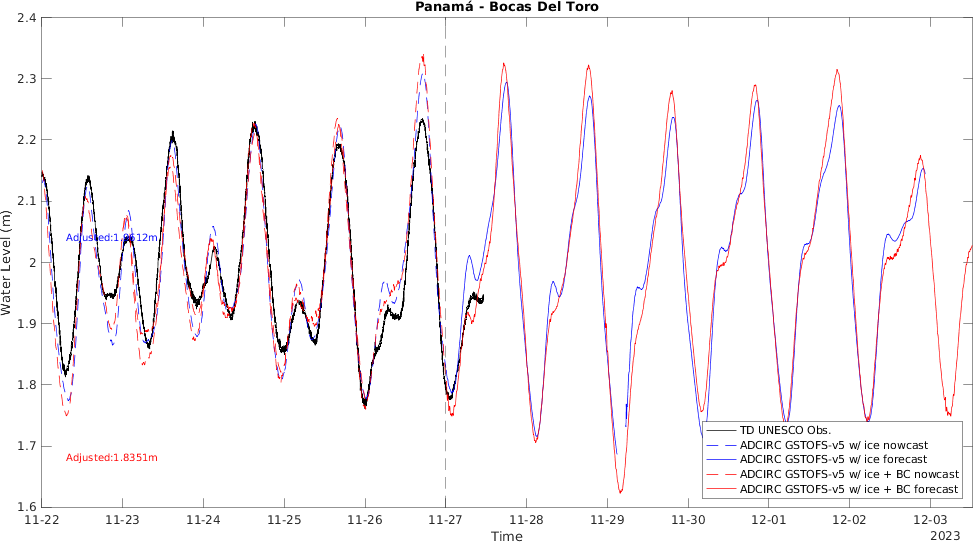 Panamá - Bocas Del Toro
Water Level (m)
2.4
2.3
2.2
2.1
2
1.9
1.8
1.7
1.6
Adjusted:1.8612m
Adjusted:1.8351m
TD UNESCO Obs.
ADCIRC GSTOFS-v5 w/ ice nowcast
ADCIRC GSTOFS-v5 w/ ice forecast
ADCIRC GSTOFS-v5 w/ ice + BC nowcast
ADCIRC GSTOFS-v5 w/ ice + BC forecast
11-22 11-23 11-24 11-25 11-26 11-27 11-28 11-29 11-30 12-01 12-02 12-03
Time
2023